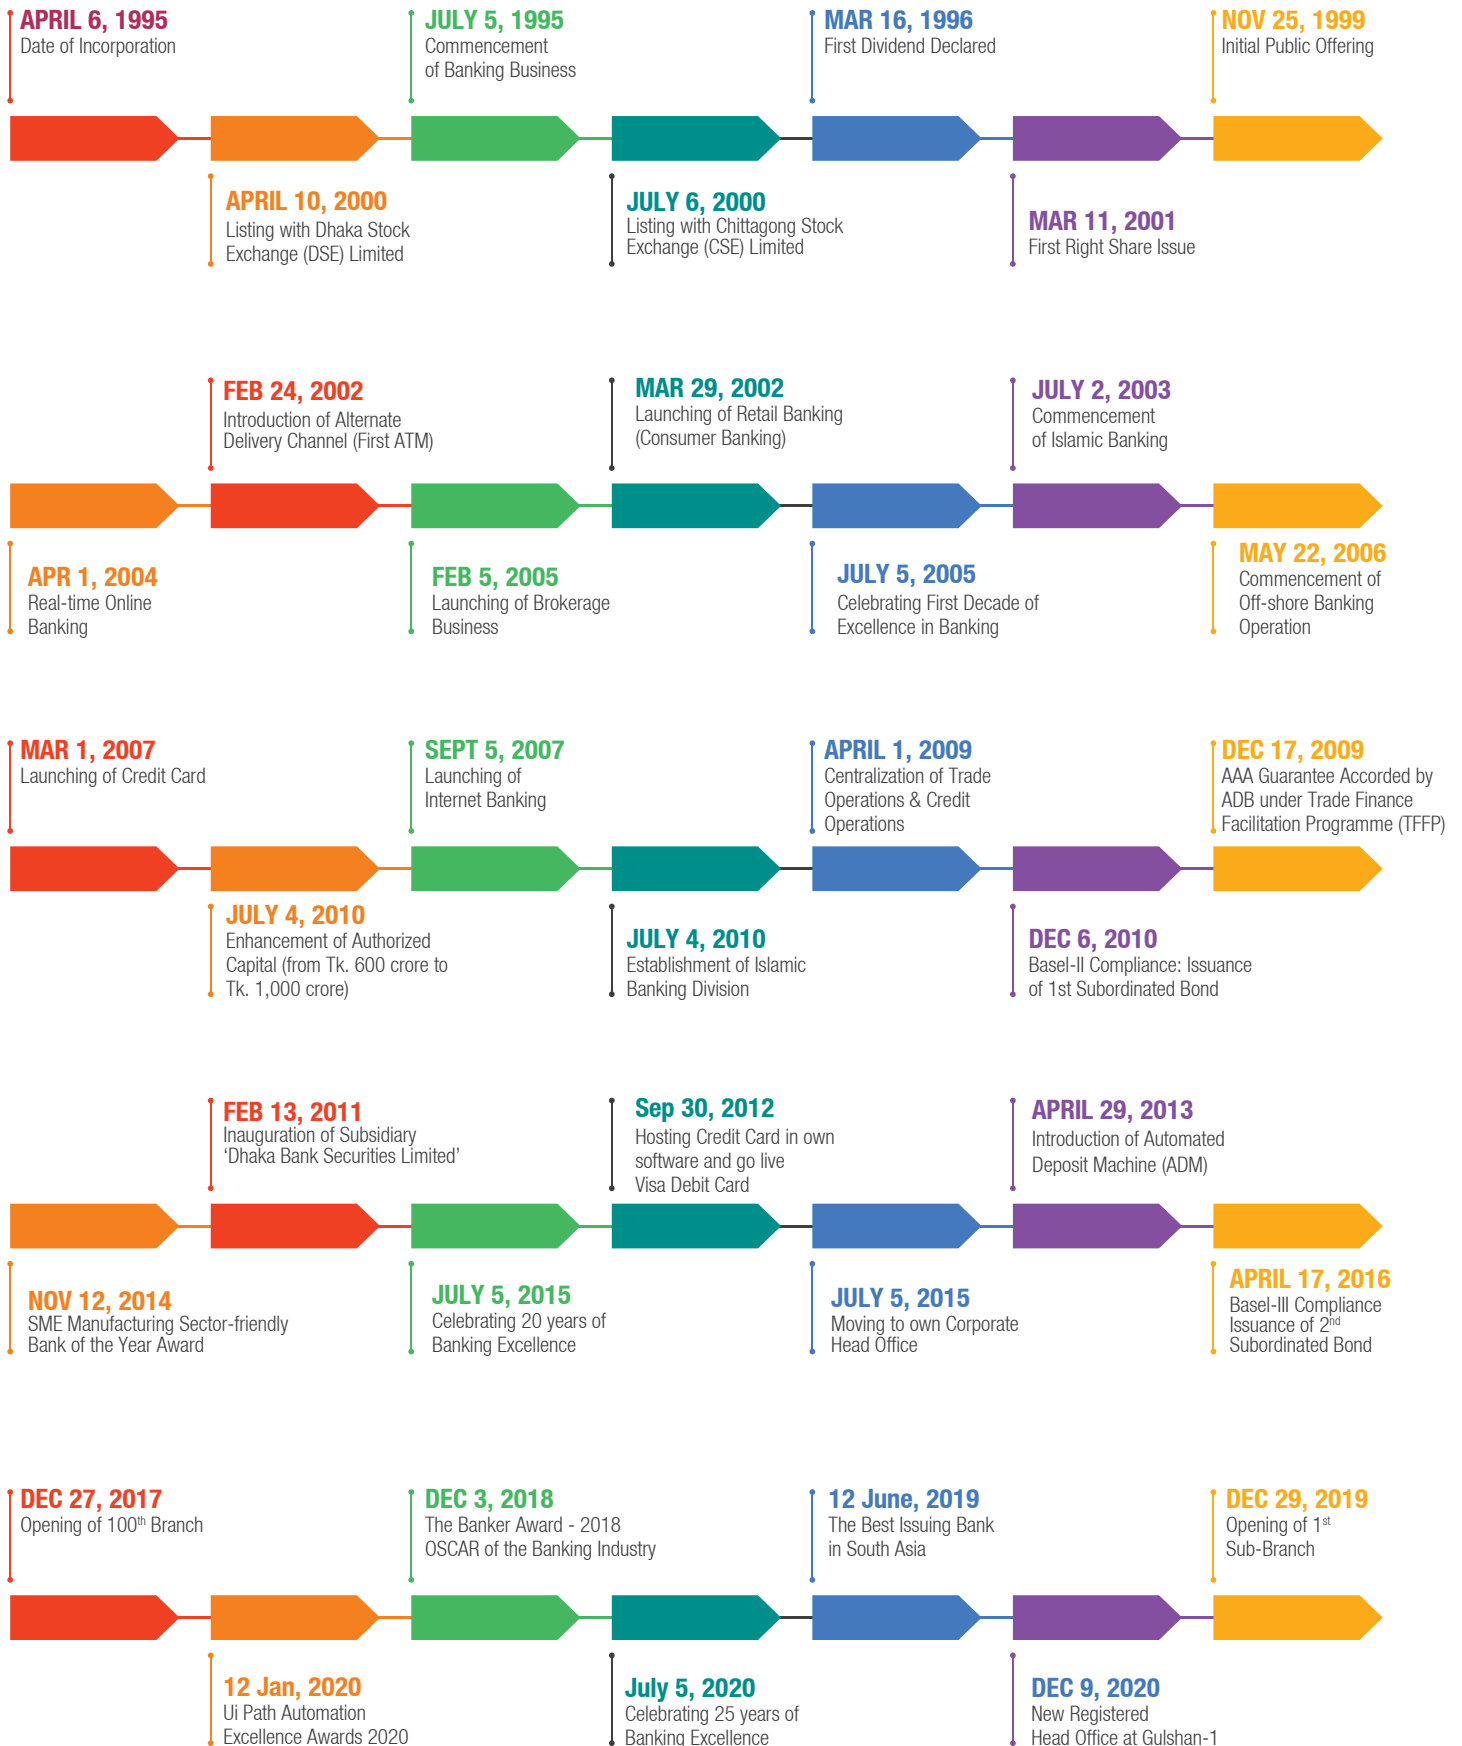 APRIL 6, 1995
Date of Incorporation
JULY 5, 1995
Commencement
of Banking Business
MAR 16, 1996
First Dividend Declared
NOV 25, 1999
Initial Public Offering
APRIL 10, 2000
Listing with Dhaka Stock
Exchange (DSE) Limited
JULY 6, 2000
Listing with Chittagong Stock
Exchange (CSE) Limited
MAR 11, 2001
First Right Share Issue
FEB 24, 2002
Introduction of Alternate
Delivery Channel (First ATM)
MAR 29, 2002
Launching of Retail Banking
(Consumer Banking)
JULY 2, 2003
Commencement
of Islamic Banking
APR 1, 2004
Real-time Online
Banking
FEB 5, 2005
Launching of Brokerage
Business
JULY 5, 2005
Celebrating First Decade of
Excellence in Banking
MAY 22, 2006
Commencement of
Off-shore Banking
Operation
MAR 1, 2007
Launching of Credit Card
SEPT 5, 2007
Launching of
Internet Banking
APRIL 1, 2009
Centralization of Trade
Operations & Credit
Operations
DEC 17, 2009
AAA Guarantee Accorded by
ADB under Trade Finance
Facilitation Programme (TFFP)
JULY 4, 2010
Enhancement of Authorized
Capital (from Tk. 600 crore to
Tk. 1,000 crore)
JULY 4, 2010
Establishment of Islamic
Banking Division
DEC 6, 2010
Basel-II Compliance: Issuance
of 1st Subordinated Bond
FEB 13, 2011
Inauguration of Subsidiary
‘Dhaka Bank Securities Limited’
Sep 30, 2012
Hosting Credit Card in own
software and go live
Visa Debit Card
APRIL 29, 2013
Introduction of Automated
Deposit Machine (ADM)
NOV 12, 2014
SME Manufacturing Sector-friendly
Bank of the Year Award
JULY 5, 2015
Celebrating 20 years of
Banking Excellence
JULY 5, 2015
Moving to own Corporate
Head Office
APRIL 17, 2016
Basel-III Compliance
Issuance of 2nd
Subordinated Bond
DEC 27, 2017
Opening of 100th Branch
DEC 3, 2018
The Banker Award - 2018
OSCAR of the Banking Industry
12 June, 2019
The Best Issuing Bank
in South Asia
DEC 29, 2019
Opening of 1st
Sub-Branch
12 Jan, 2020
Ui Path Automation
Excellence Awards 2020
July 5, 2020
Celebrating 25 years of
Banking Excellence
DEC 9, 2020
New Registered
Head Office at Gulshan-1